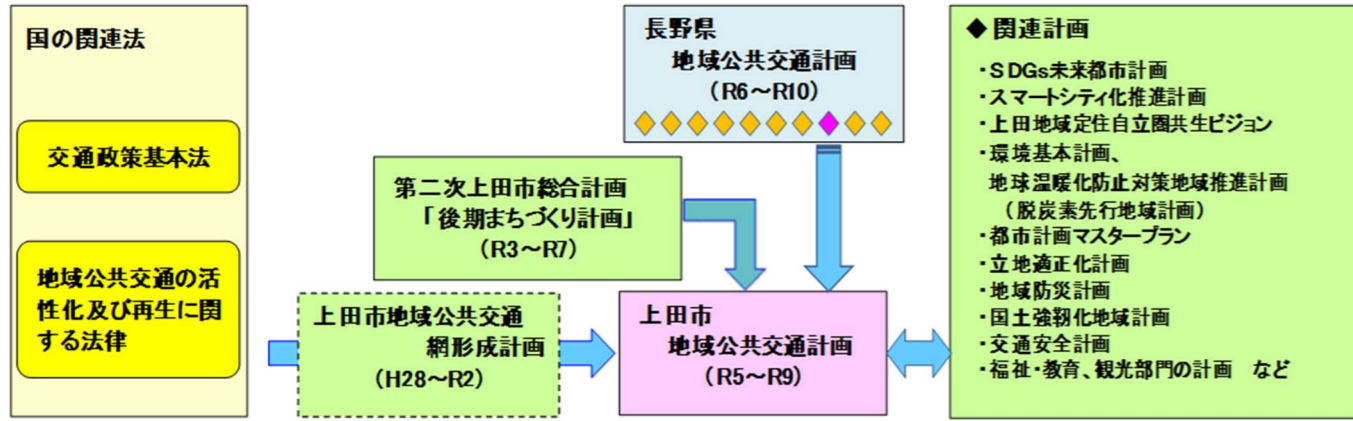 国の関連法
交通政策基本法
地域公共交通の活
性化及び再生に関
する法律
長野県
地域公共交通計画
(R6～R10)
第二次上田市総合計画
「後期まちづくり計画」
(R3～R7)
上田市地域公共交通
網形成計画
(H28～R2)
上田市
地域公共交通計画
(R5～R9)
◆関連計画
・SDGs未来都市計画
・スマートシティ化推進計画
・上田地域定住自立圏共生ビジョン
・環境基本計画、
地球温暖化防止対策地域推進計画
(脱炭素先行地域計画)
・都市計画マスタープラン
・立地適正化計画
・地域防災計画
・国土強靭化地域計画
・交通安全計画
・福祉・教育、観光部門の計画　など